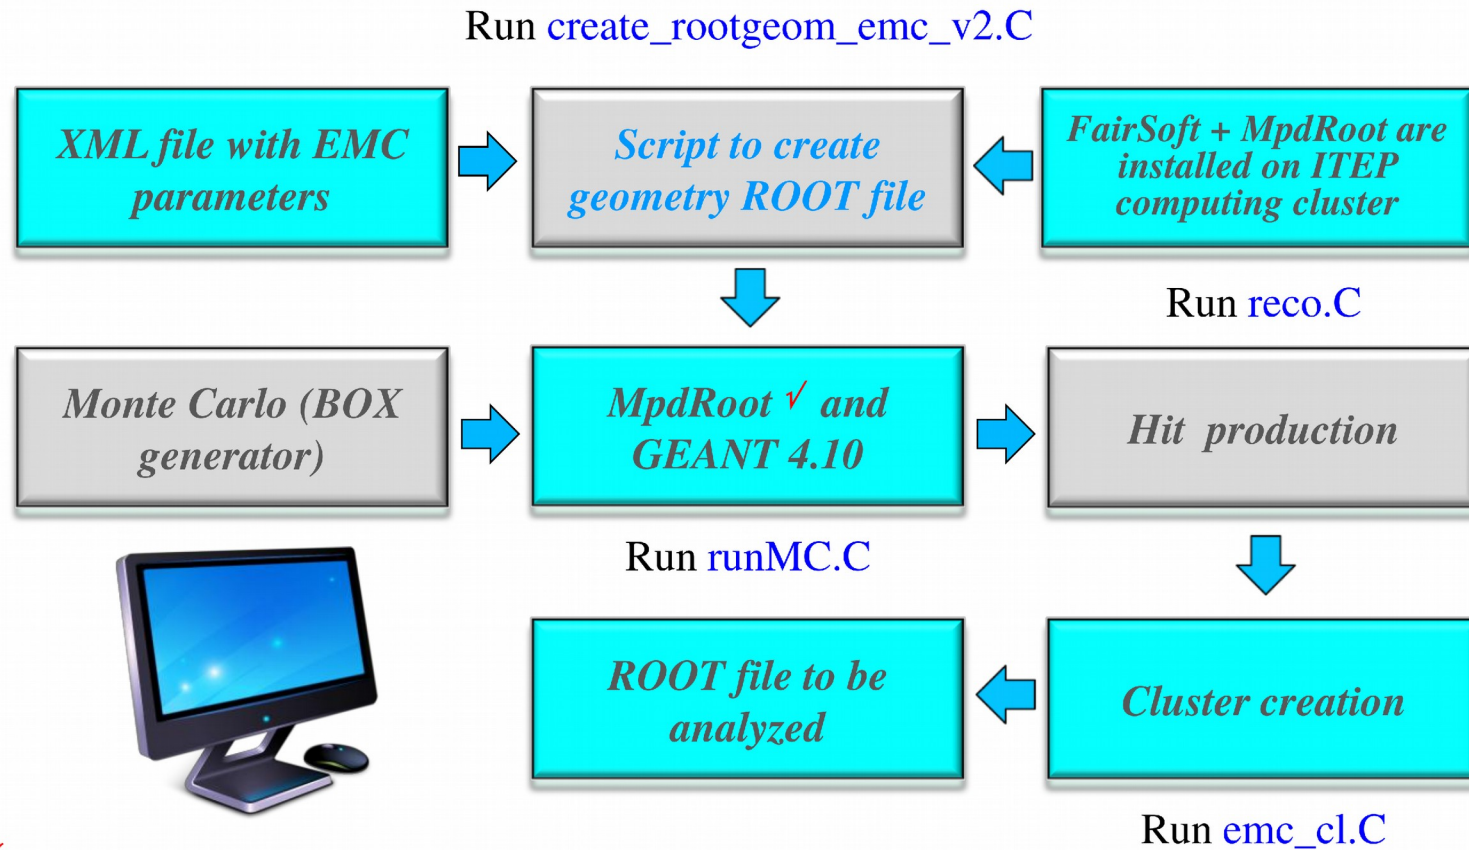 Run create_rootgeom_emc_v2.C
XML file with EMC
parameters
Script to create
geometry ROOT file
FairSoft + MpdRoot are
installed on ITEP
computing cluster
Run reco.C
Monte Carlo (BOX
generator)
MpdRoot √ and
GEANT 4.10
Hit production
Run runMC.C
ROOT file to be
analyzed
Cluster creation
Run emc_cl.C